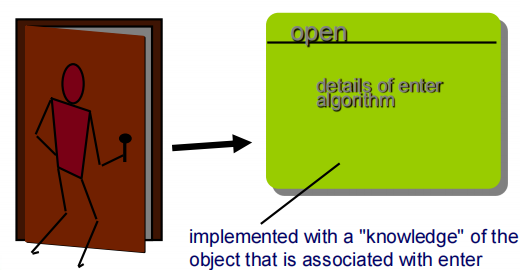 open
details of enter
algorithm
implemented with a "knowledge" of the
object that is associated with enter